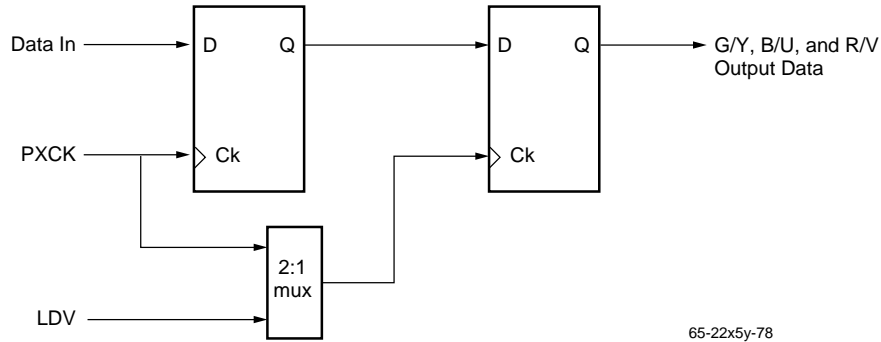 Data In
D
Q
D
Q
G/Y, B/U, and R/V
Output Data
PXCK
Ck
Ck
2:1
mux
LDV
65-22x5y-78